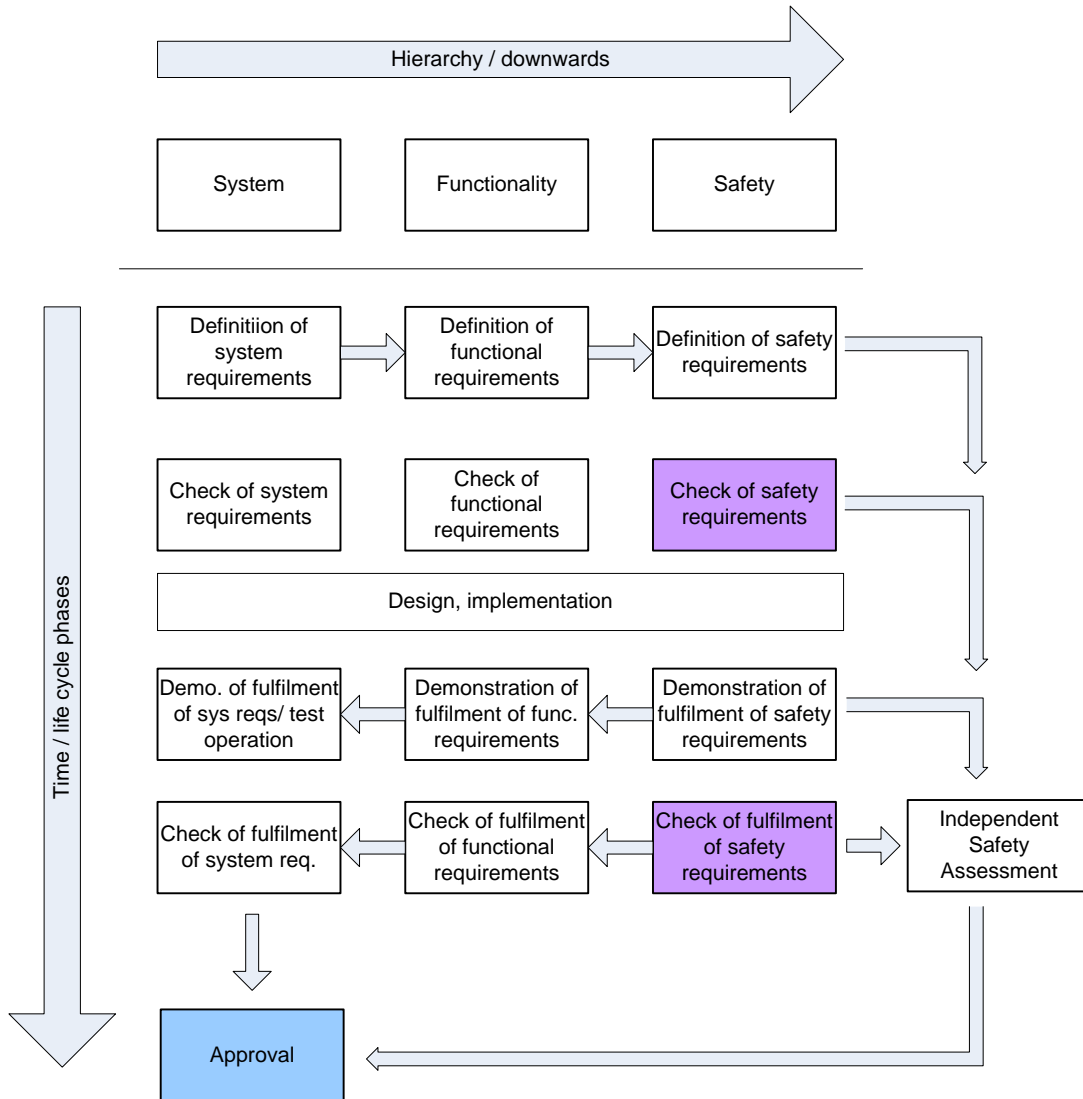 Hierarchy / downwards
System
Functionality
Safety
Time / life cycle phases
Definitiion of
system
requirements
Definition of
functional
requirements
Definition of safety
requirements
Check of system
requirements
Check of
functional
requirements
Check of safety
requirements
Design, implementation
Demo. of fulfilment
of sys reqs/ test
operation
Demonstration of
fulfilment of func.
requirements
Demonstration of
fulfilment of safety
requirements
Check of fulfilment
of system req.
Check of fulfilment
of functional
requirements
Check of fulfilment
of safety
requirements
Independent
Safety
Assessment
Approval